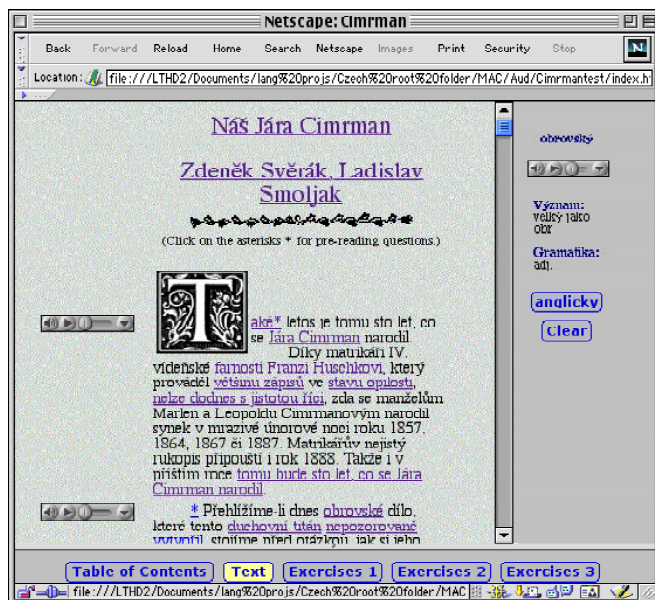 Netscape: Cimrman
Back Forward Reload Home Search Netscape Images Print Security Stop N
Location: file:///LTHD2/Documents/lang%20projs/Czech%20root%20folder/MAC/Aud/Cimrmantest/index.h
Náš Jára Cimrman
Zdeněk Svěrák, Ladislav
Smoljak
(Click on the asterisks * for pre-reading questions.)
Také* letos je tomu sto let, co
se Jára Cimrman narodil.
Díky matrikáři IV.
vídeňské farnosti Franzi Huschkovi, který
prováděl většinu zápisů ve stavu opilosti,
nelze dodnes s jistotou říci, zda se manželům
Marlen a Leopoldu Cimrmanovým narodil
synek v mrazivé únorové noci roku 1857,
1864, 1867 či 1887. Matrikářův nejistý
rukopis připouští i rok 1888. Takže i v
příštím roce tomu bude sto let, co se Jára
Cimrman narodil.
* Přehlížíme-li dnes obrovské dílo,
které tento duchovní titán nepozorovaně
vytvořil, stojíme před otázkou, jak si jeho
obrovský
Význam:
velký jako
obr
Gramatika:
adj.
anglicky
Clear
Table of Contents Text Exercises 1 Exercises 2 Exercises 3
file:///LTHD2/Documents/lang%20projs/Czech%20root%20folder/MAC